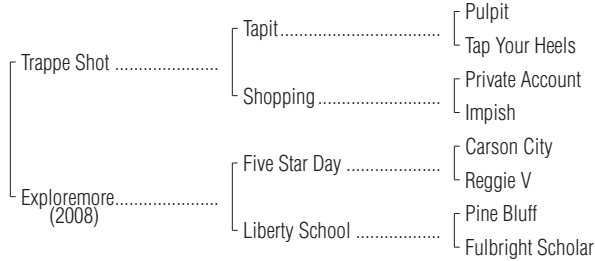 Pulpit
Tapit
Tap Your Heels
Trappe Shot
Private Account
Shopping
Impish
Carson City
Five Star Day
Reggie V
Exploremore
(2008)
Pine Bluff
Liberty School
Fulbright Scholar